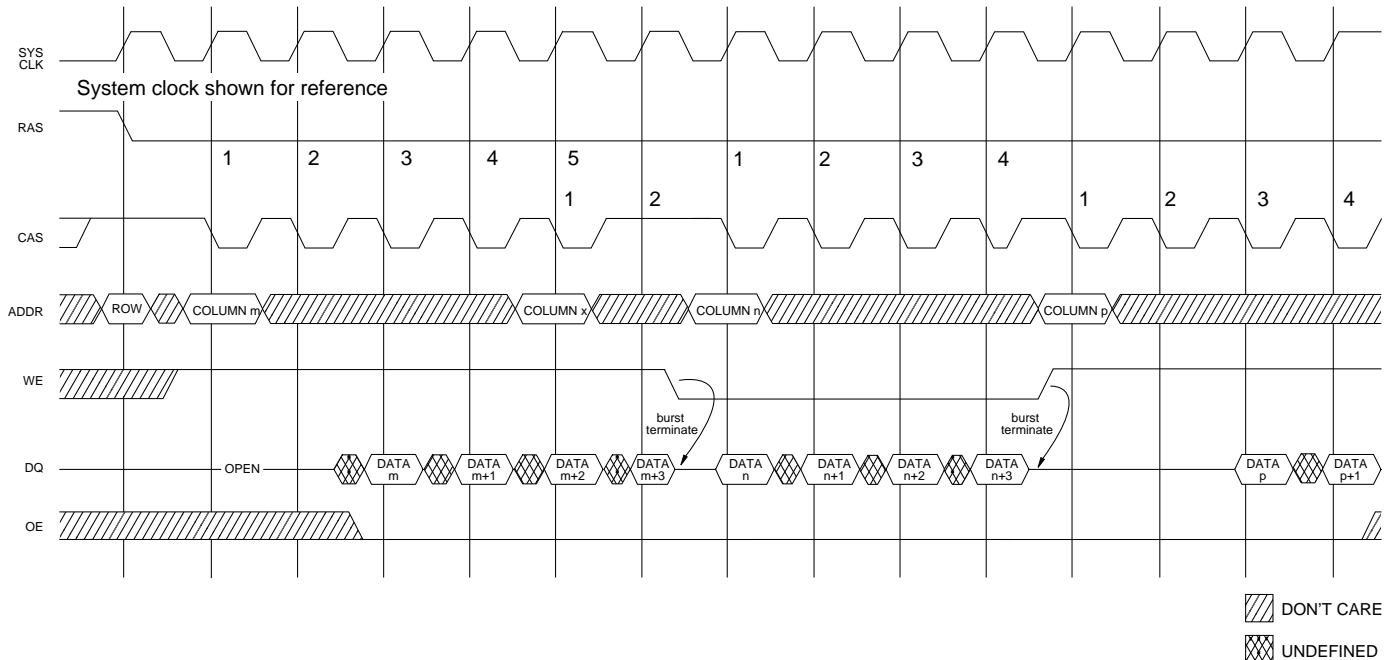 SYS
CLK
System clock shown for reference
RAS
1 2 3 4 5 1 2 3 4
1 2 1 2 3 4
CAS
ADDR ROW COLUMN m COLUMN x COLUMN n COLUMN p
WE
burst
terminate
burst
terminate
DQ OPEN
DATA
m
DATA
m+1
DATA
m+2
DATA
m+3
DATA
n
DATA
n+1
DATA
n+2
DATA
n+3
DATA
p
DATA
p+1
OE
DON'T CARE
UNDEFINED